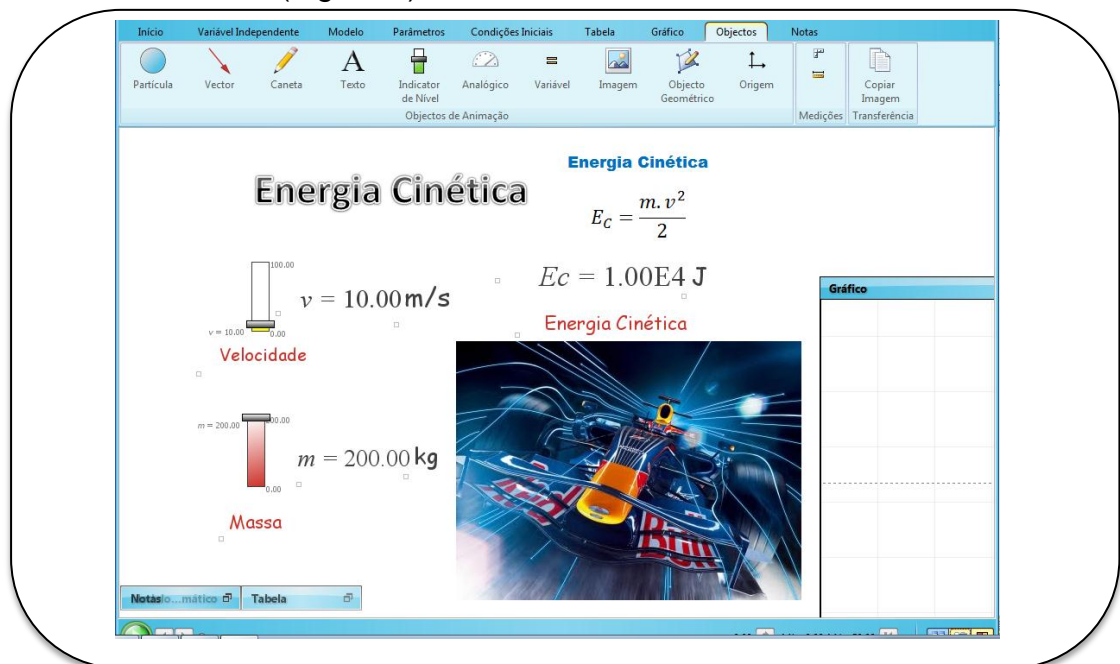 Início Variável Independente Modelo Parâmetros Condições Iniciais Tabela Gráfico Objectos Notas
Partícula Vector Caneta A Texto Indicator de Nível Analógico Variável Imagem Objecto Geométrico Origem Copiar Imagem
Objectos de Animação Medições Transferência
Energia Cinética
Energia Cinética
E_C = m.v²/2
100.00
v = 10.00 m/s
Ec = 1.00E4 J
Gráfico
v = 10.00 0.00
Energia Cinética
Velocidade
m = 200.00
m = 200.00 kg
0.00
Massa
Notas Tabela